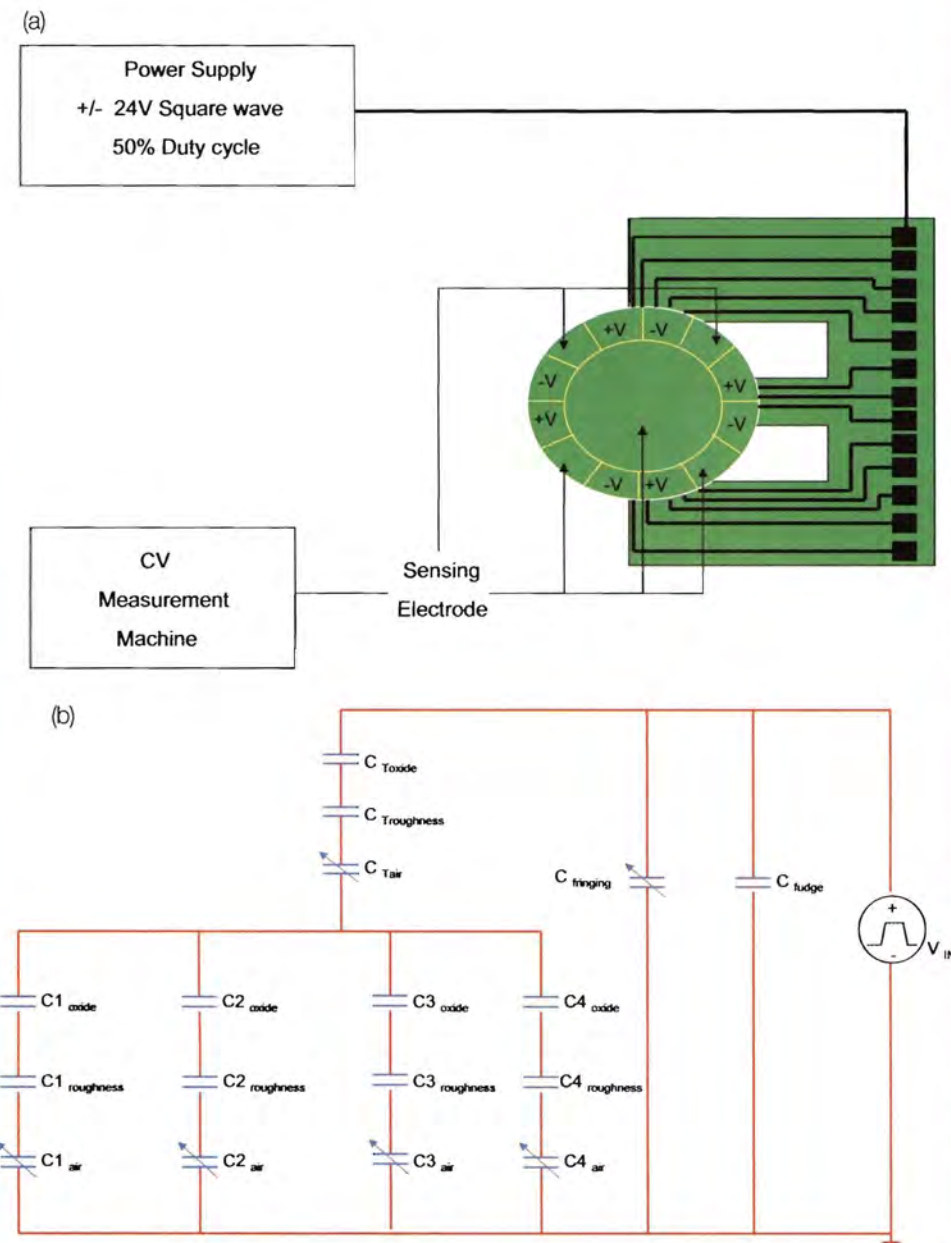 (a)
Power Supply
+/- 24V Square wave
50% Duty cycle
+V -V
-V +V
+V -V
-V +V
CV
Measurement
Machine
Sensing
Electrode
(b)
C Toxide
C Troughness
C Tair
C fringing
C fudge
+
-
V IN
C1 oxide C2 oxide C3 oxide C4 oxide
C1 roughness C2 roughness C3 roughness C4 roughness
C1 air C2 air C3 air C4 air